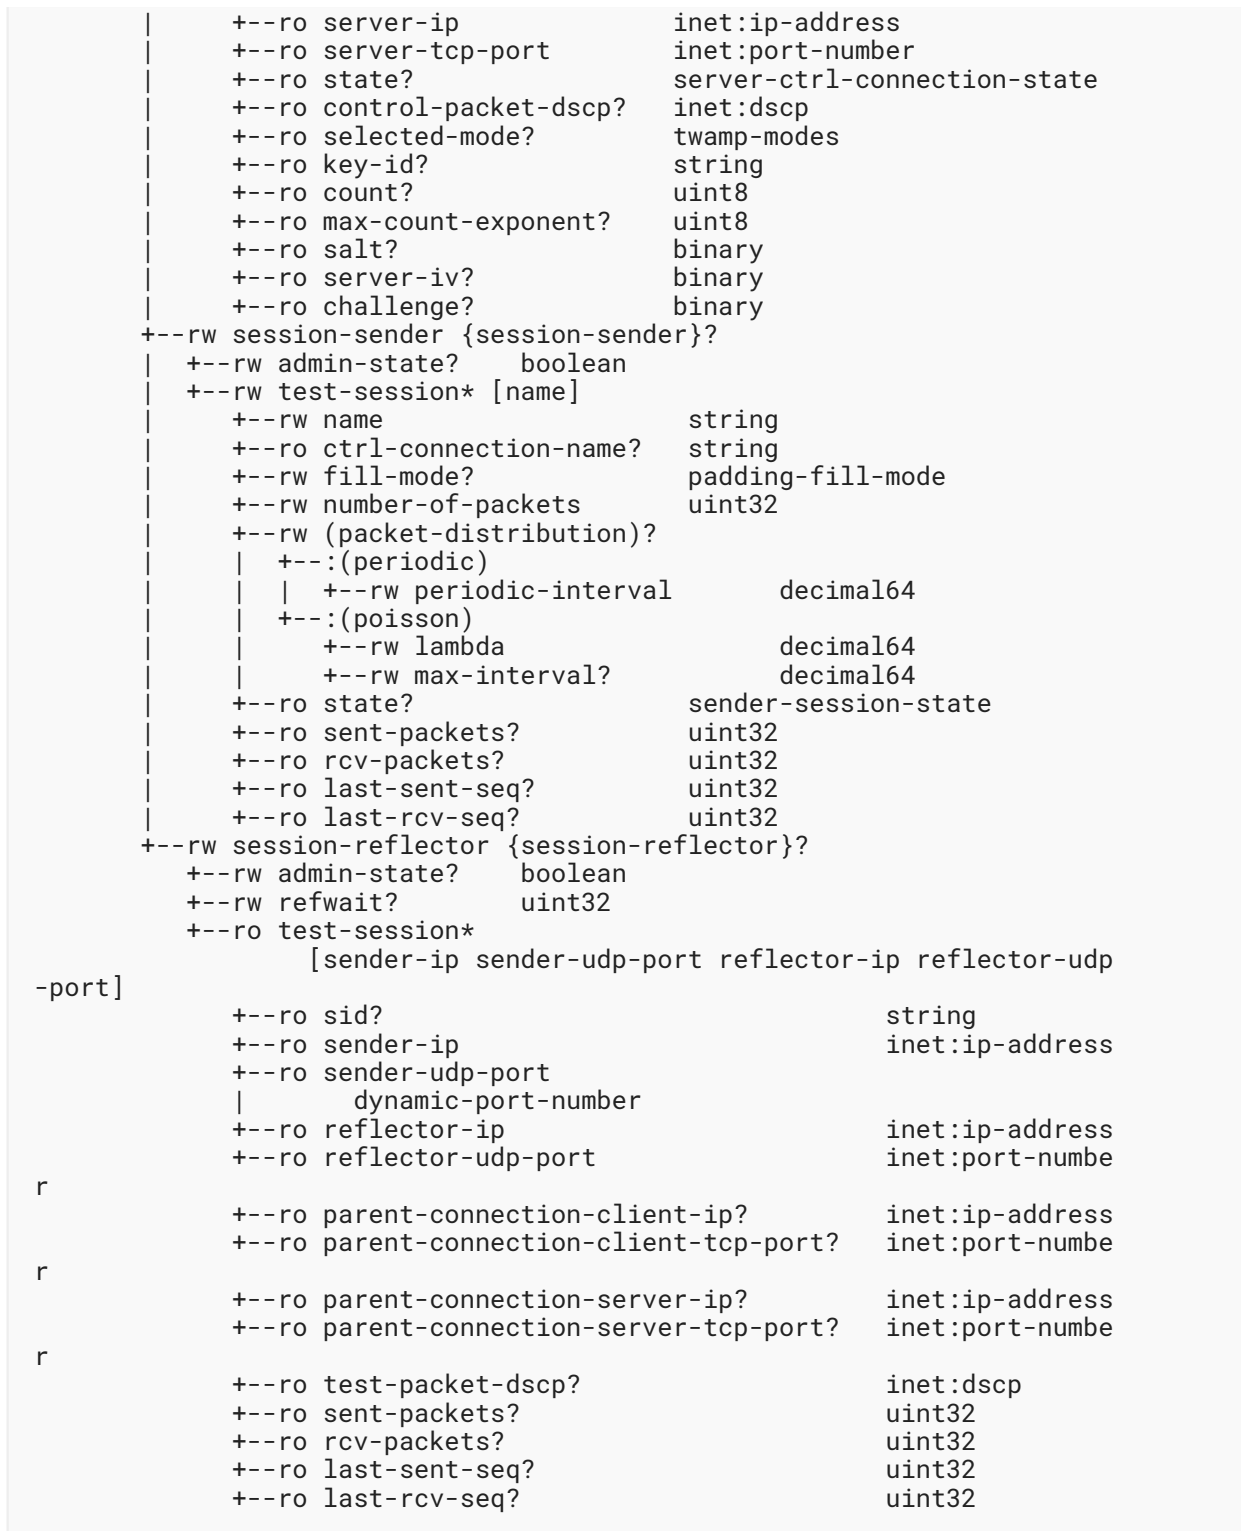 |     +--ro server-ip              inet:ip-address
|     +--ro server-tcp-port        inet:port-number
|     +--ro state?                 server-ctrl-connection-state
|     +--ro control-packet-dscp?   inet:dscp
|     +--ro selected-mode?         twamp-modes
|     +--ro key-id?                string
|     +--ro count?                 uint8
|     +--ro max-count-exponent?    uint8
|     +--ro salt?                  binary
|     +--ro server-iv?             binary
|     +--ro challenge?             binary
+--rw session-sender {session-sender}?
|  +--rw admin-state?    boolean
|  +--rw test-session* [name]
|     +--rw name                    string
|     +--ro ctrl-connection-name?   string
|     +--rw fill-mode?              padding-fill-mode
|     +--rw number-of-packets       uint32
|     +--rw (packet-distribution)?
|     |  +--:(periodic)
|     |  |  +--rw periodic-interval       decimal64
|     |  +--:(poisson)
|     |     +--rw lambda                  decimal64
|     |     +--rw max-interval?           decimal64
|     +--ro state?                  sender-session-state
|     +--ro sent-packets?           uint32
|     +--ro rcv-packets?            uint32
|     +--ro last-sent-seq?          uint32
|     +--ro last-rcv-seq?           uint32
+--rw session-reflector {session-reflector}?
   +--rw admin-state?    boolean
   +--rw refwait?        uint32
   +--ro test-session*
           [sender-ip sender-udp-port reflector-ip reflector-udp
-port]
      +--ro sid?                                 string
      +--ro sender-ip                            inet:ip-address
      +--ro sender-udp-port
      |       dynamic-port-number
      +--ro reflector-ip                         inet:ip-address
      +--ro reflector-udp-port                   inet:port-numbe
r
      +--ro parent-connection-client-ip?         inet:ip-address
      +--ro parent-connection-client-tcp-port?   inet:port-numbe
r
      +--ro parent-connection-server-ip?         inet:ip-address
      +--ro parent-connection-server-tcp-port?   inet:port-numbe
r
      +--ro test-packet-dscp?                    inet:dscp
      +--ro sent-packets?                        uint32
      +--ro rcv-packets?                         uint32
      +--ro last-sent-seq?                       uint32
      +--ro last-rcv-seq?                        uint32